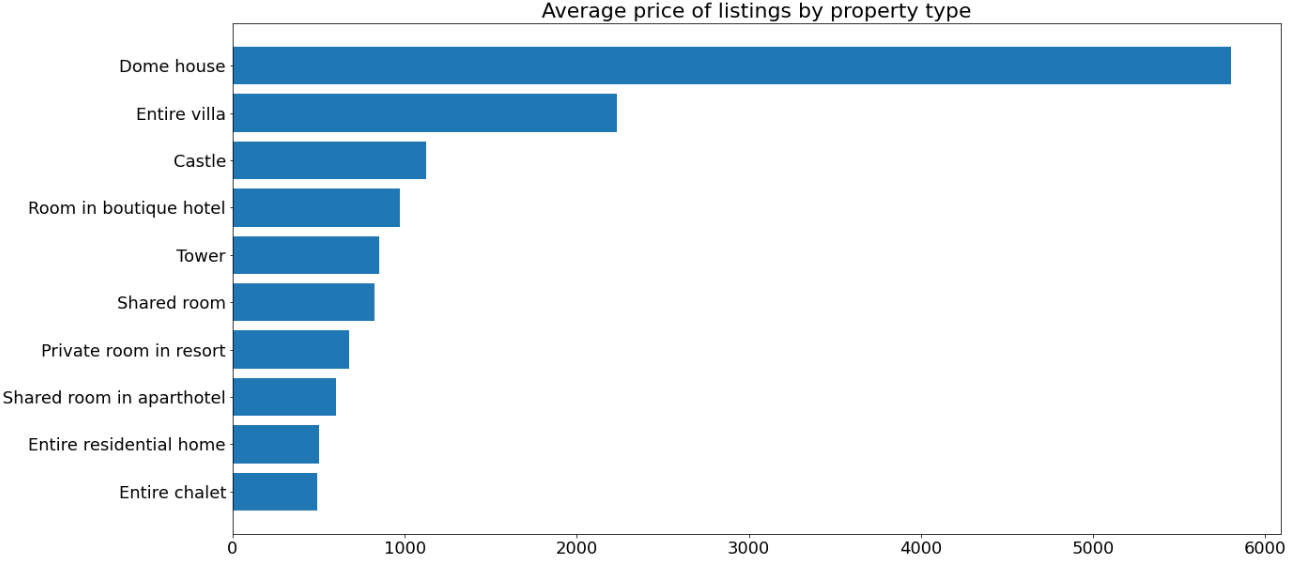 Average price of listings by property type
Dome house
Entire villa
Castle
Room in boutique hotel
Tower
Shared room
Private room in resort
Shared room in aparthotel
Entire residential home
Entire chalet
0 1000 2000 3000 4000 5000 6000